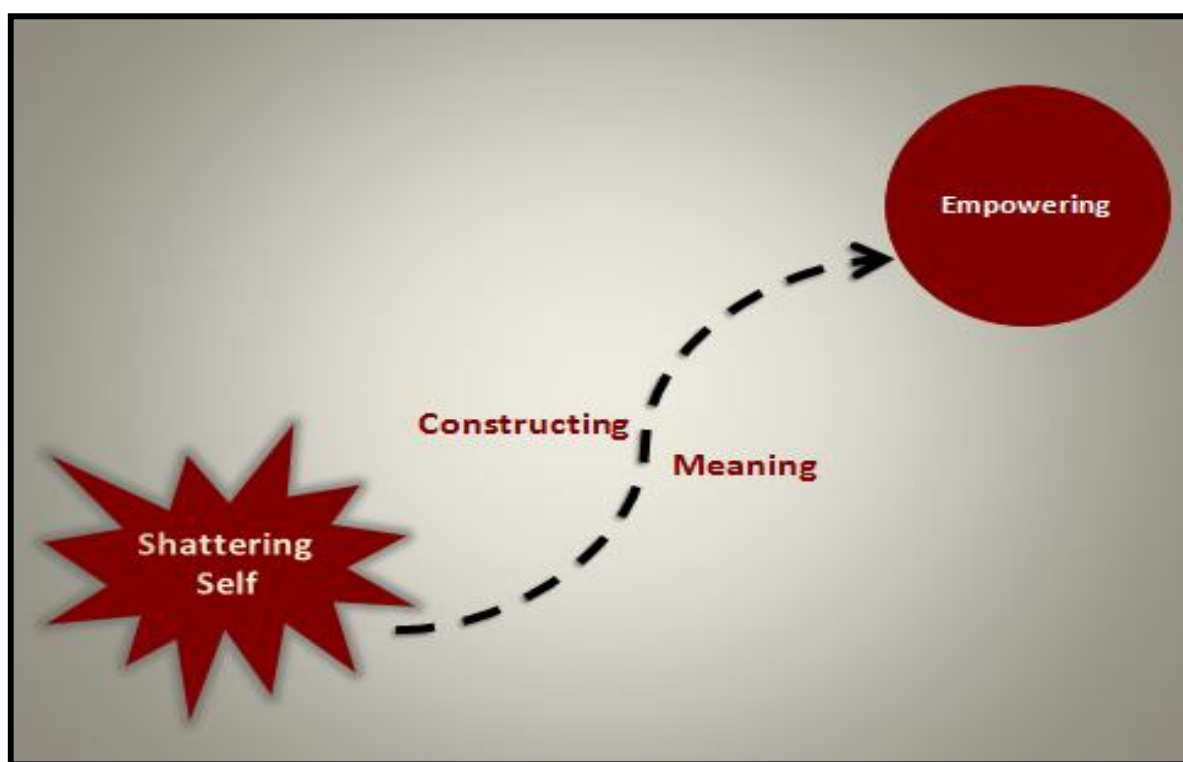 Empowering
Constructing
Meaning
Shattering
Self